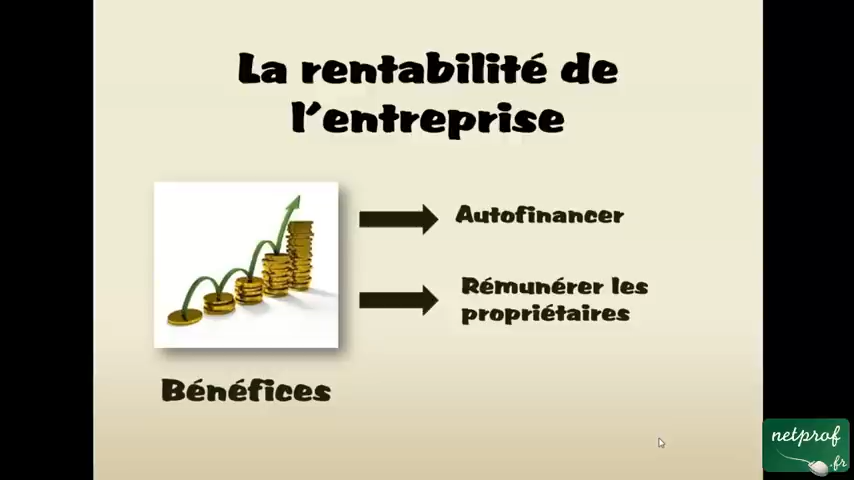 La rentabilité de
l'entreprise
Autofinancer
Rémunérer les
propriétaires
Bénéfices
netprof
.fr